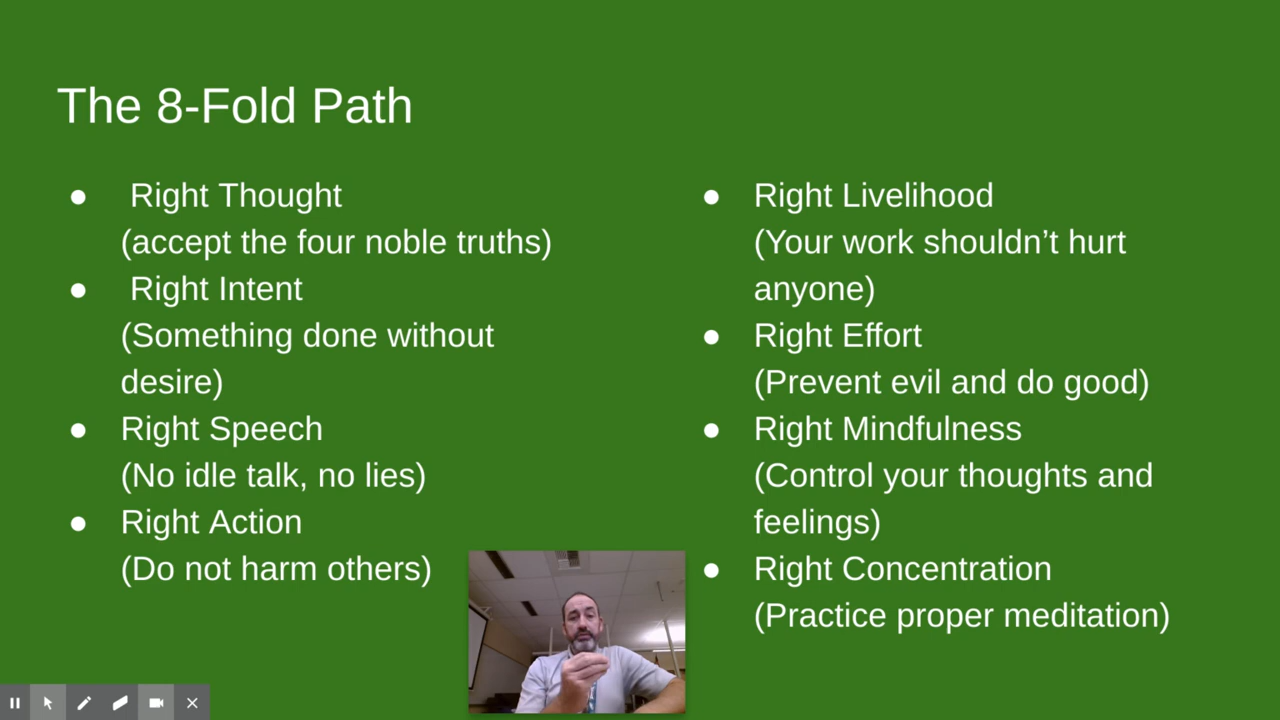 The 8-Fold Path
● Right Thought
(accept the four noble truths)
● Right Intent
(Something done without
desire)
● Right Speech
(No idle talk, no lies)
● Right Action
(Do not harm others)
● Right Livelihood
(Your work shouldn’t hurt
anyone)
● Right Effort
(Prevent evil and do good)
● Right Mindfulness
(Control your thoughts and
feelings)
● Right Concentration
(Practice proper meditation)